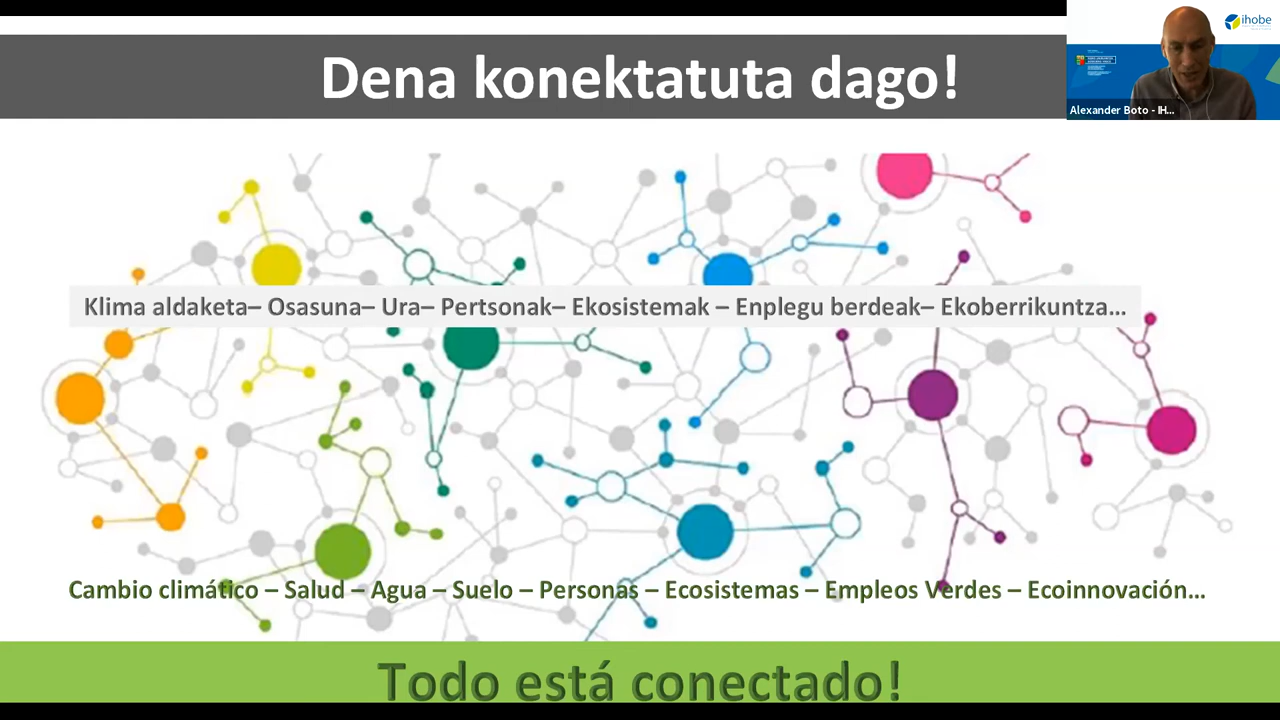 Dena konektatuta dago!
ihobe
Alexander Boto - IH...
Klima aldaketa– Osasuna– Ura– Pertsonak– Ekosistemak – Enplegu berdeak– Ekoberrikuntza...
Cambio climático – Salud – Agua – Suelo – Personas – Ecosistemas – Empleos Verdes – Ecoinnovación...
Todo está conectado!